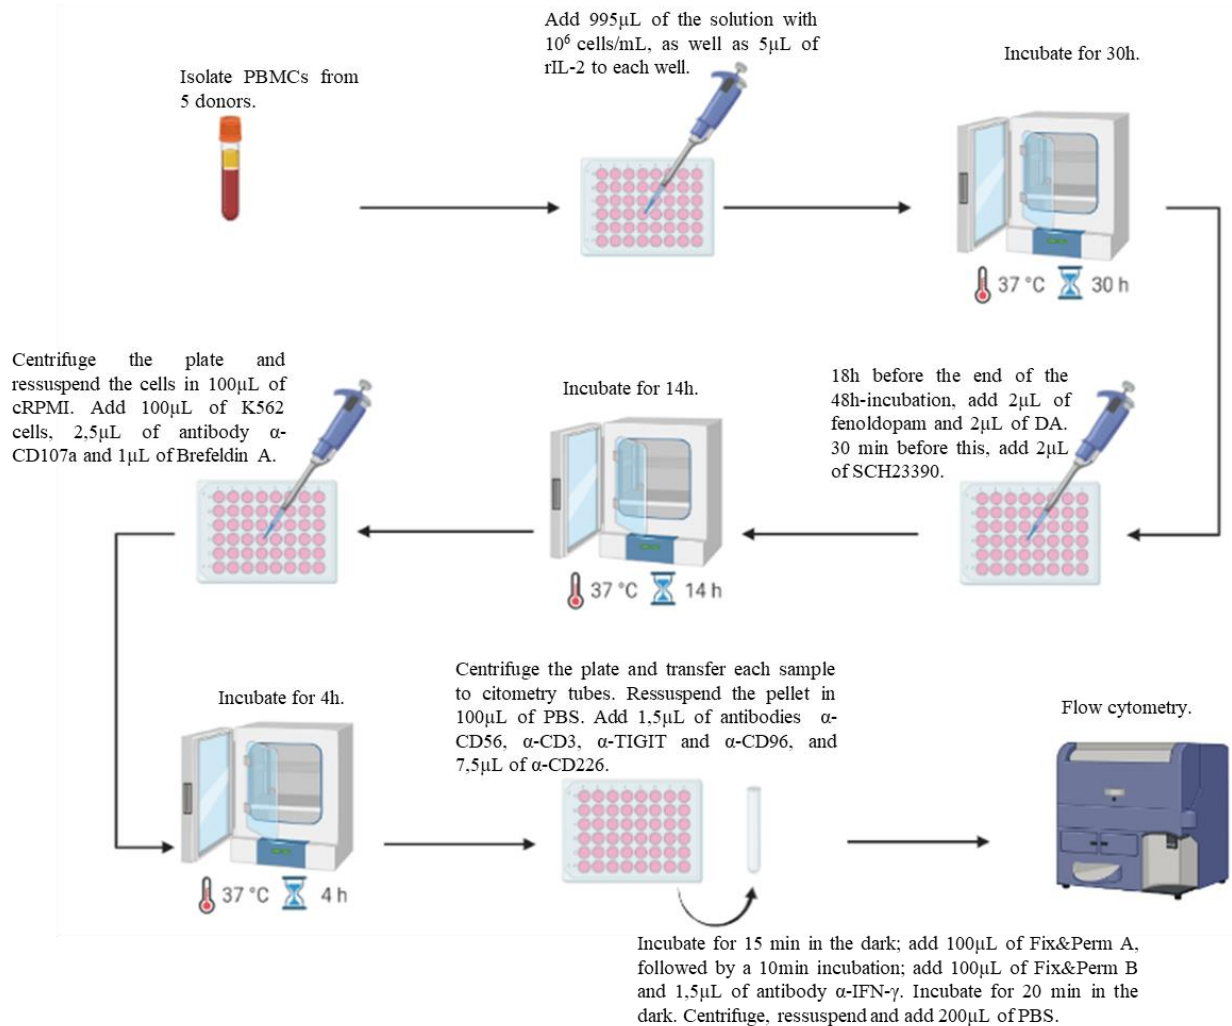 Isolate PBMCs from
5 donors.
Add 995µL of the solution with
10⁶ cells/mL, as well as 5µL of
rIL-2 to each well.
Incubate for 30h.
37 °C
30 h
18h before the end of the
48h-incubation, add 2µL of
fenoldopam and 2µL of DA.
30 min before this, add 2µL
of SCH23390.
Incubate for 14h.
37 °C
14 h
Centrifuge the plate and
ressuspend the cells in 100µL of
cRPMI. Add 100µL of K562
cells, 2,5µL of antibody α-
CD107a and 1µL of Brefeldin A.
Incubate for 4h.
37 °C
4 h
Centrifuge the plate and transfer each sample
to citometry tubes. Ressuspend the pellet in
100µL of PBS. Add 1,5µL of antibodies α-
CD56, α-CD3, α-TIGIT and α-CD96, and
7,5µL of α-CD226.
Incubate for 15 min in the dark; add 100µL of Fix&Perm A,
followed by a 10min incubation; add 100µL of Fix&Perm B
and 1,5µL of antibody α-IFN-γ. Incubate for 20 min in the
dark. Centrifuge, ressuspend and add 200µL of PBS.
Flow cytometry.